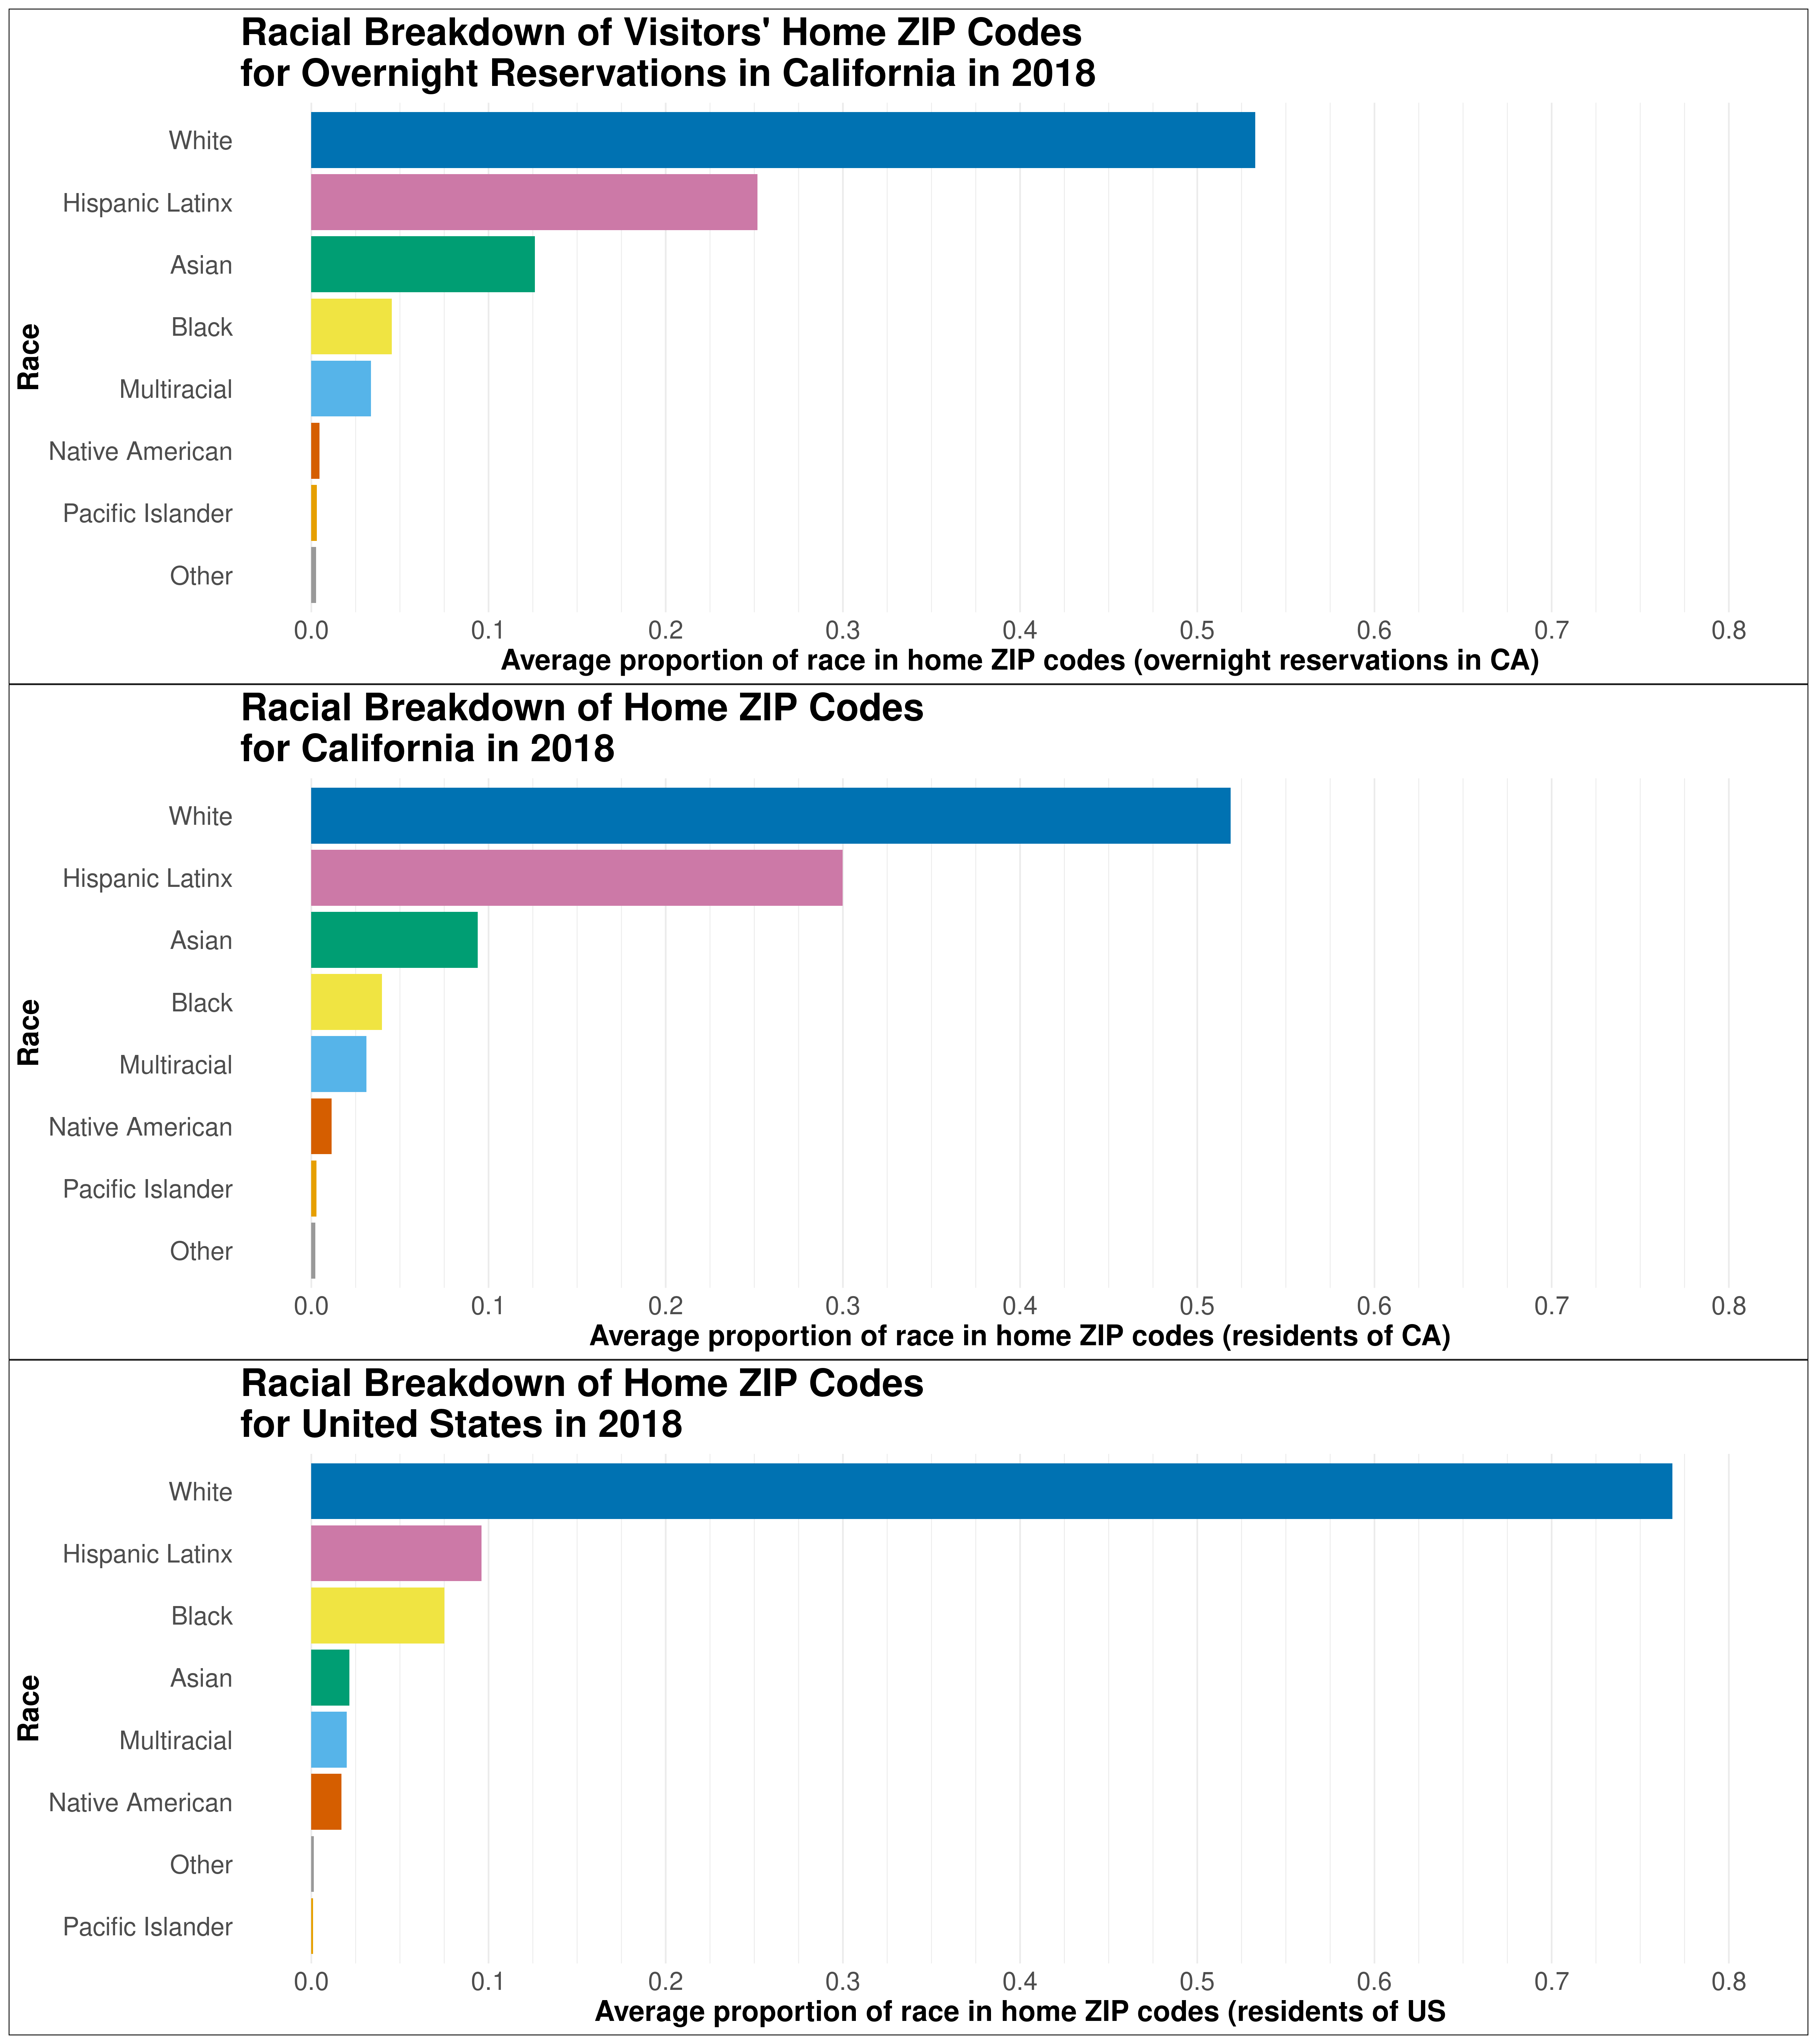 Racial Breakdown of Visitors' Home ZIP Codes
for Overnight Reservations in California in 2018
Race
White
Hispanic Latinx
Asian
Black
Multiracial
Native American
Pacific Islander
Other
0.0 0.1 0.2 0.3 0.4 0.5 0.6 0.7 0.8
Average proportion of race in home ZIP codes (overnight reservations in CA)
Racial Breakdown of Home ZIP Codes
for California in 2018
Race
White
Hispanic Latinx
Asian
Black
Multiracial
Native American
Pacific Islander
Other
0.0 0.1 0.2 0.3 0.4 0.5 0.6 0.7 0.8
Average proportion of race in home ZIP codes (residents of CA)
Racial Breakdown of Home ZIP Codes
for United States in 2018
Race
White
Hispanic Latinx
Black
Asian
Multiracial
Native American
Other
Pacific Islander
0.0 0.1 0.2 0.3 0.4 0.5 0.6 0.7 0.8
Average proportion of race in home ZIP codes (residents of US